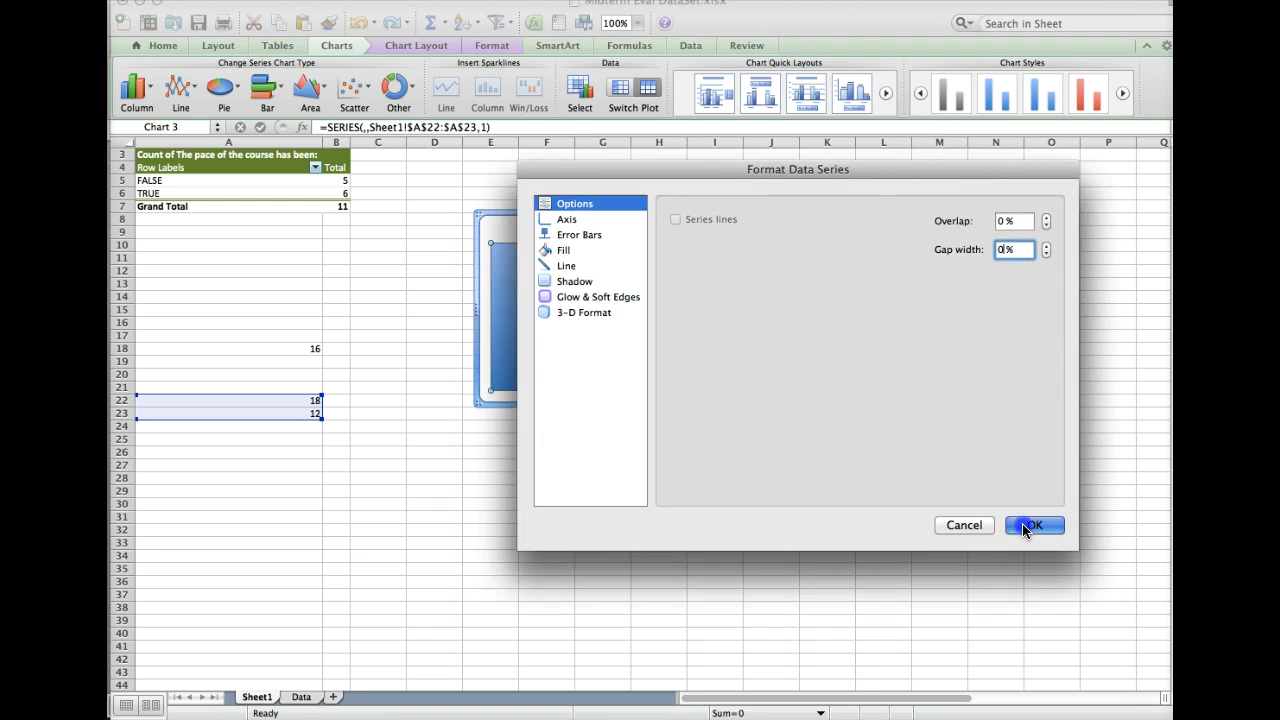 Midterm Eval DataSet.xlsx
100%
Search in Sheet
Home Layout Tables Charts Chart Layout Format SmartArt Formulas Data Review
Change Series Chart Type Insert Sparklines Data Chart Quick Layouts Chart Styles
Column Line Pie Bar Area Scatter Other Line Column Win/Loss Select Switch Plot
Chart 3 fx =SERIES(,,Sheet1!$A$22:$A$23,1)
A B C D E F G H I J K L M N O P Q
3 Count of The pace of the course has been:
4 Row Labels Total
5 FALSE 5
6 TRUE 6
7 Grand Total 11
8
9
10
11
12
13
14
15
16
17
18 16
19
20
21
22 18
23 12
24
25
26
27
28
29
30
31
32
33
34
35
36
37
38
39
40
41
42
43
44
Format Data Series
Options
Axis
Error Bars
Fill
Line
Shadow
Glow & Soft Edges
3-D Format
Series lines
Overlap: 0 %
Gap width: 0 %
Cancel OK
Sheet1 Data +
Ready Sum=0